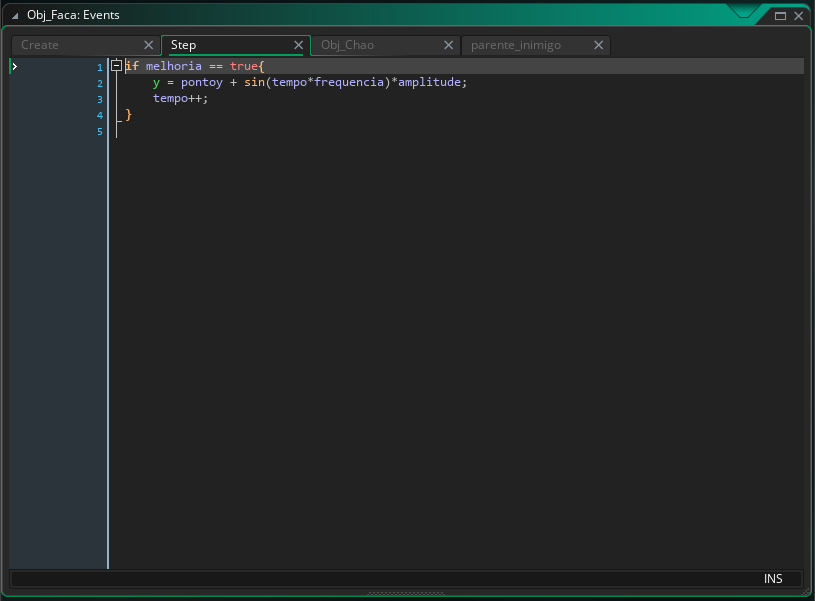 Obj_Faca: Events
Create Step Obj_Chao parente_inimigo
1 if melhoria == true{
2 y = pontoy + sin(tempo*frequencia)*amplitude;
3 tempo++;
4 }
5
INS